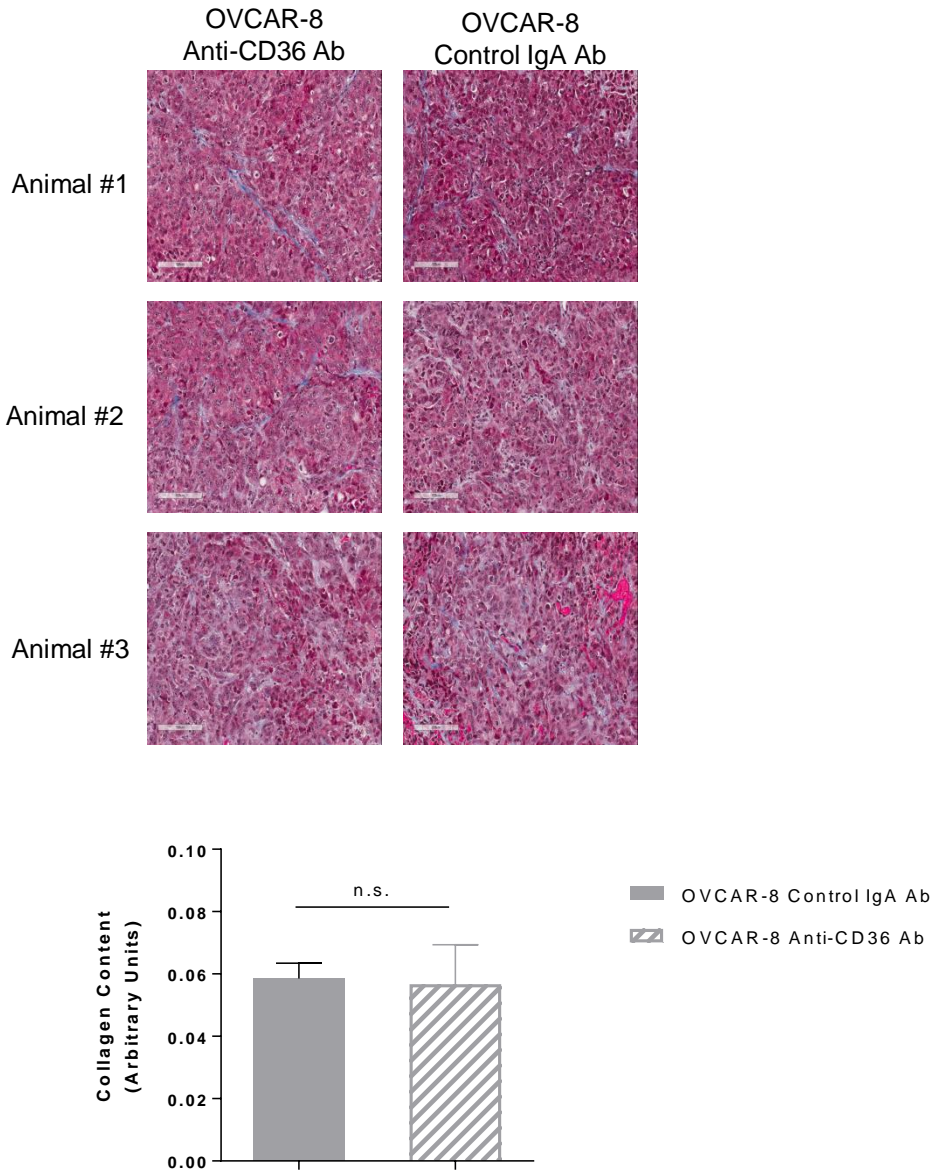 OVCAR-8
Anti-CD36 Ab
OVCAR-8
Control IgA Ab
Animal #1
Animal #2
Animal #3
0.10
0.08
0.06
0.04
0.02
0.00
Collagen Content
(Arbitrary Units)
n.s.
OVCAR-8 Control IgA Ab
OVCAR-8 Anti-CD36 Ab